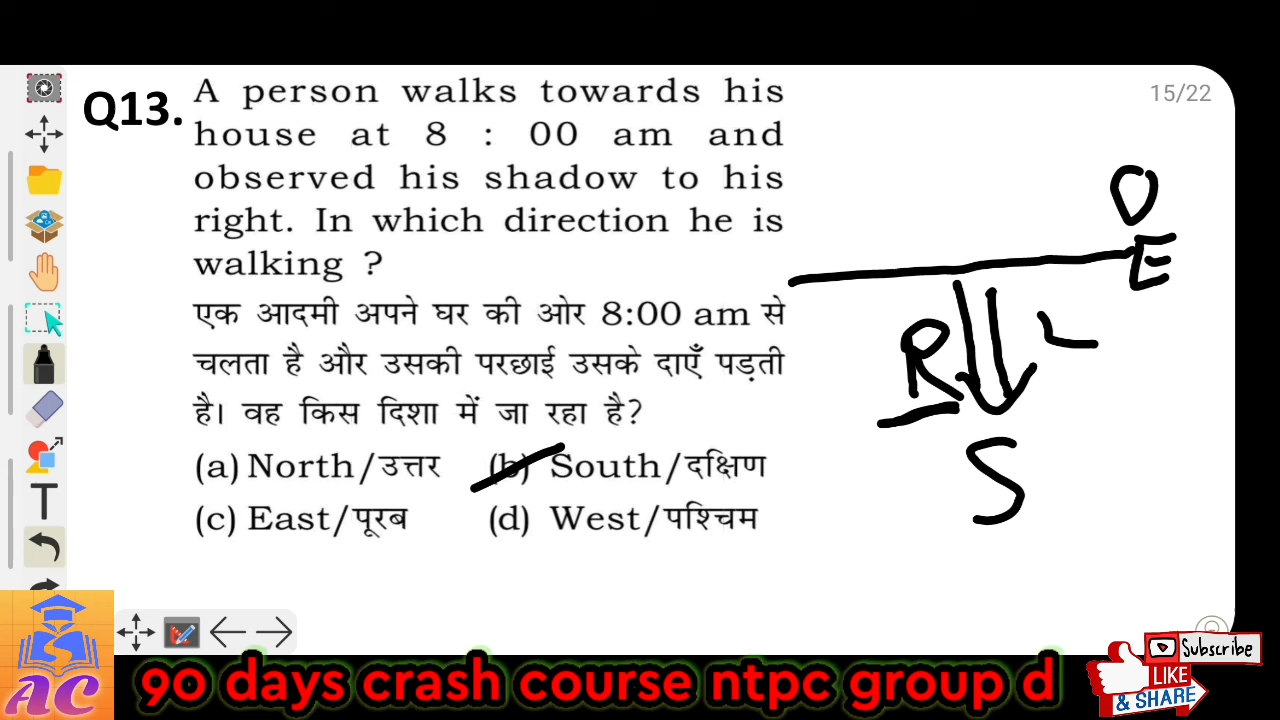 15/22
Q13. A person walks towards his
house at 8 : 00 am and
observed his shadow to his
right. In which direction he is
walking ?
एक आदमी अपने घर की ओर 8:00 am से
चलता है और उसकी परछाई उसके दाएँ पड़ती
है। वह किस दिशा में जा रहा है?
(a) North/उत्तर (b) South/दक्षिण
(c) East/पूरब (d) West/पश्चिम
O
E
R L
S
T
AC
90 days crash course ntpc group d
Subscribe
LIKE
& SHARE